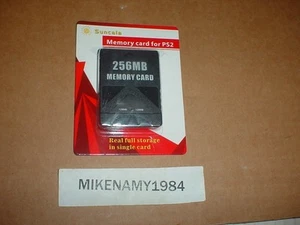 Suncala
Memory card for PS2
256MB
MEMORY CARD
Real full storage
in single card
MIKENAMY1984